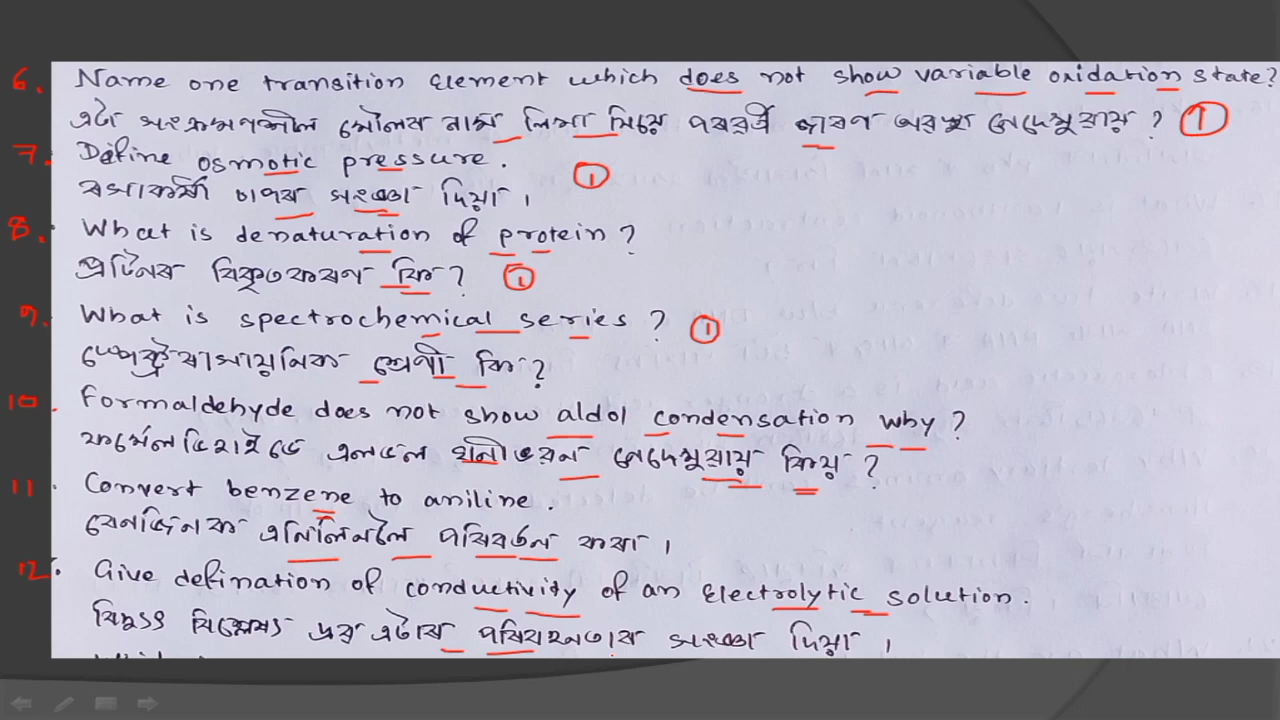 6. Name one transition Element which does not show variable oxidation state?
এটা সংক্ৰমণশীল মৌলৰ নাম লিখা যিয়ে পৰিবৰ্ত্তী জাৰণ অৱস্থা নেদেখুৱায় ? 1
7. Define osmotic pressure.
ৰসাকৰ্ষী চাপৰ সংজ্ঞা দিয়া । 1
8. What is denaturation of protein?
প্ৰটিনৰ বিকৃতকৰণ কি? 1
9. What is spectrochemical series ? 1
স্পেক্ট্ৰৰাসায়নিক শ্ৰেণী কি?
10. Formaldehyde does not show aldol condensation why?
ফৰ্মেলডিহাইডে এলডল ঘনীভৱন নেদেখুৱায় কিয় ?
11. Convert benzene to aniline.
বেনজিনক এনিলিনলৈ পৰিবৰ্তন কৰা ।
12. Give defination of conductivity of an Electrolytic solution.
বিদ্যুৎ বিশ্লেষ্য দ্ৰৱ এটাৰ পৰিবাহনতাৰ সংজ্ঞা দিয়া ।